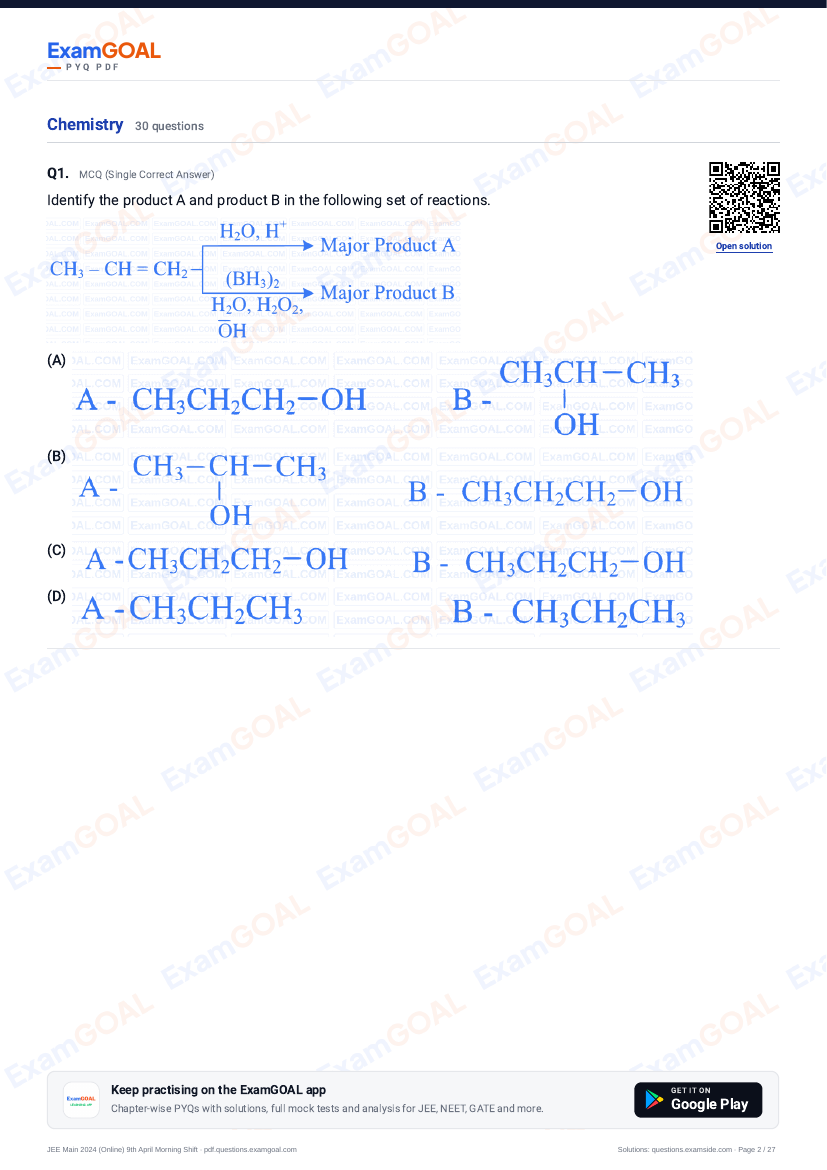 ExamGOAL
PYQ PDF
Chemistry 30 questions
Q1. MCQ (Single Correct Answer)
Identify the product A and product B in the following set of reactions.
Open solution
H₂O, H⁺
Major Product A
CH₃ – CH = CH₂
(BH₃)₂
Major Product B
H₂O, H₂O₂,
O̅H
(A)
A - CH₃CH₂CH₂—OH B - CH₃CH—CH₃
OH
(B)
A - CH₃—CH—CH₃ B - CH₃CH₂CH₂—OH
OH
(C) A - CH₃CH₂CH₂—OH B - CH₃CH₂CH₂—OH
(D) A - CH₃CH₂CH₃ B - CH₃CH₂CH₃
Keep practising on the ExamGOAL app
Chapter-wise PYQs with solutions, full mock tests and analysis for JEE, NEET, GATE and more.
GET IT ON
Google Play
JEE Main 2024 (Online) 9th April Morning Shift · pdf.questions.examgoal.com
Solutions: questions.examside.com · Page 2 / 27